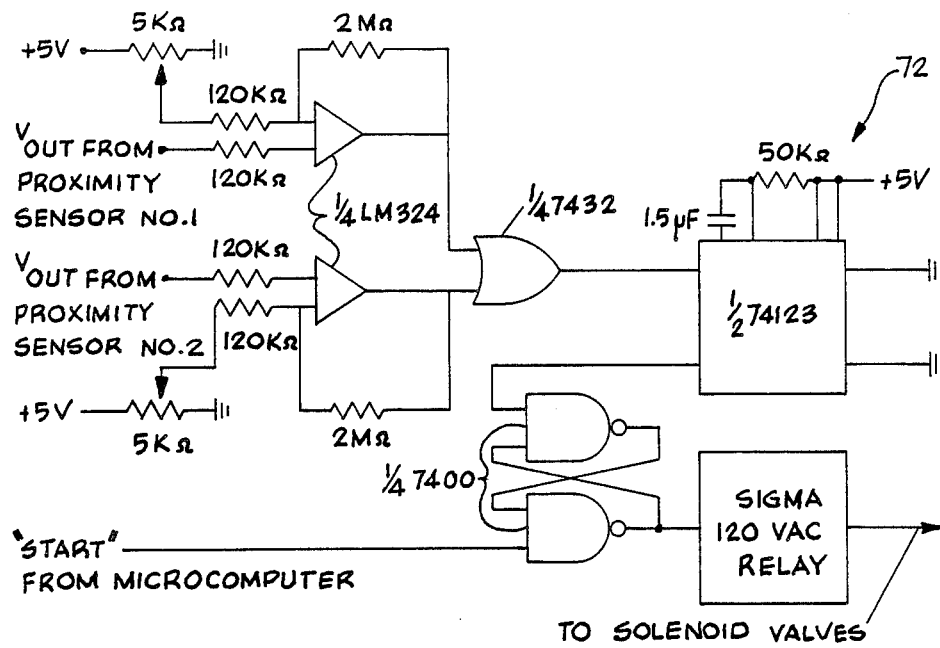 5KΩ
+5V
2MΩ
120KΩ
VOUT FROM
PROXIMITY
SENSOR NO.1
120KΩ
1/4 LM324
1/4 7432
72
50KΩ
+5V
1.5µF
1/2 74123
VOUT FROM
PROXIMITY
SENSOR NO.2
120KΩ
120KΩ
+5V
5KΩ
2MΩ
1/4 7400
"START"
FROM MICROCOMPUTER
SIGMA
120 VAC
RELAY
TO SOLENOID VALVES